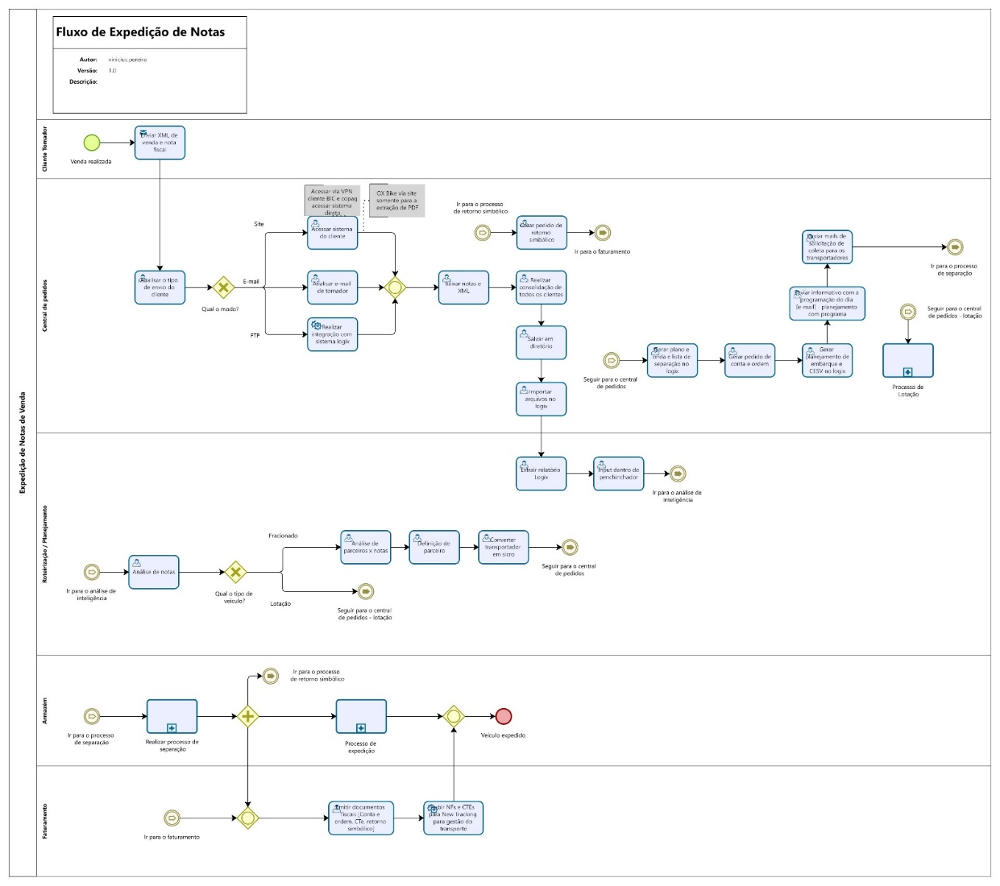 Fluxo de Expedição de Notas
Autor: vinicius.pereira
Versão: 1.0
Descrição:
Expedição de Notas de Venda
Cliente Tomador
Venda realizada
Enviar XML de
venda e nota
fiscal
Central de pedidos
Analisar o tipo
de envio do
cliente
Qual o modo?
Site
E-mail
FTP
Acessar via VPN
cliente BIC e copag
acessar sistema
direto
OX Bike via site
somente para a
extração de PDF
Acessar sistema
do cliente
Analisar e-mail
de tomador
Realizar
integração com
sistema logix
Baixar notas e
XML
Realizar
consolidação de
todos os clientes
Salvar em
diretório
Importar
arquivos no
logix
Ir para o processo
de retorno simbólico
Gerar pedido de
retorno
simbólico
Ir para o faturamento
Seguir para o central
de pedidos
Gerar plano e
onda e lista de
separação no
logix
Gerar pedido de
conta e ordem
Gerar
planejamento de
embarque e
CESV no logix
Enviar informativo com a
programação do dia
[e-mail] - planejamento
com programa
Enviar mails de
solicitação de
coleta para os
transportadores
Ir para o processo
de separação
Seguir para o central
de pedidos - lotação
Processo de
Lotação
Roteirização / Planejamento
Extrair relatório
Logix
Input dentro do
penchinchador
Ir para o análise de
inteligência
Ir para o análise de
inteligência
Análise de notas
Qual o tipo de
veículo?
Fracionado
Lotação
Análise de
parceiros x notas
Definição de
parceiro
Converter
transportador
em sicro
Seguir para o central
de pedidos
Seguir para o central
de pedidos - lotação
Armazém
Ir para o processo
de separação
Realizar processo de
separação
Ir para o processo
de retorno simbólico
Processo de
expedição
Veículo expedido
Faturamento
Ir para o faturamento
Emitir documentos
fiscais [Conta e
ordem, CTe, retorno
simbólico]
Subir NFs e CTEs
para New Tracking
para gestão do
transporte